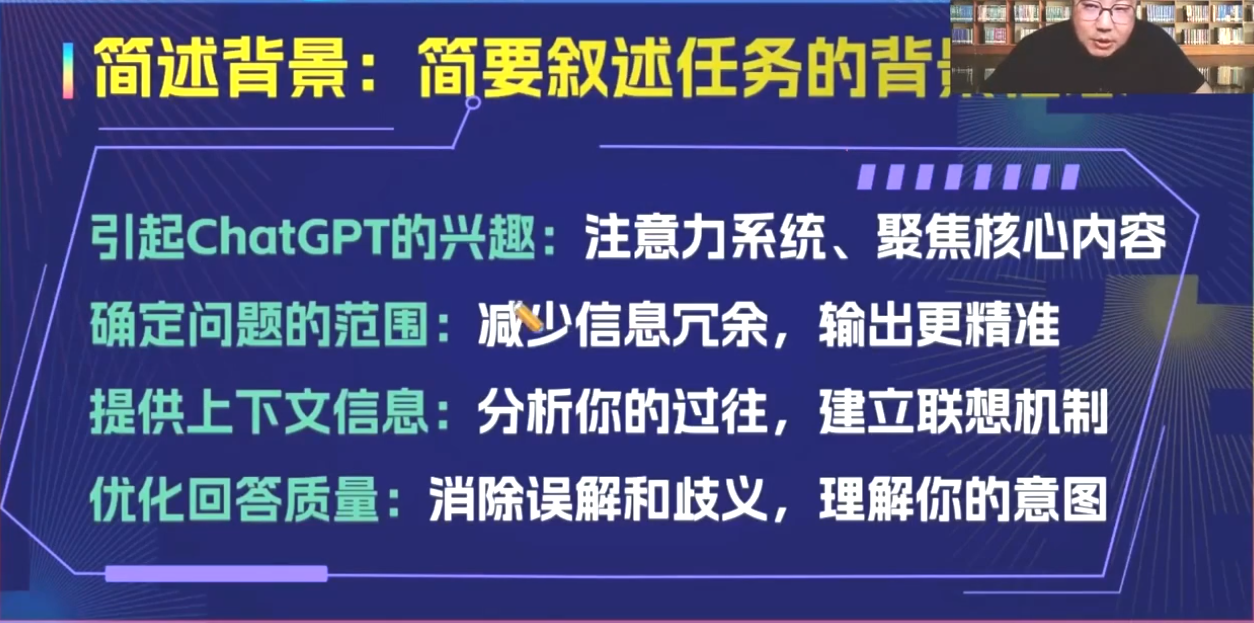 简述背景：简要叙述任务的背
引起ChatGPT的兴趣：注意力系统、聚焦核心内容
确定问题的范围：减少信息冗余，输出更精准
提供上下文信息：分析你的过往，建立联想机制
优化回答质量：消除误解和歧义，理解你的意图